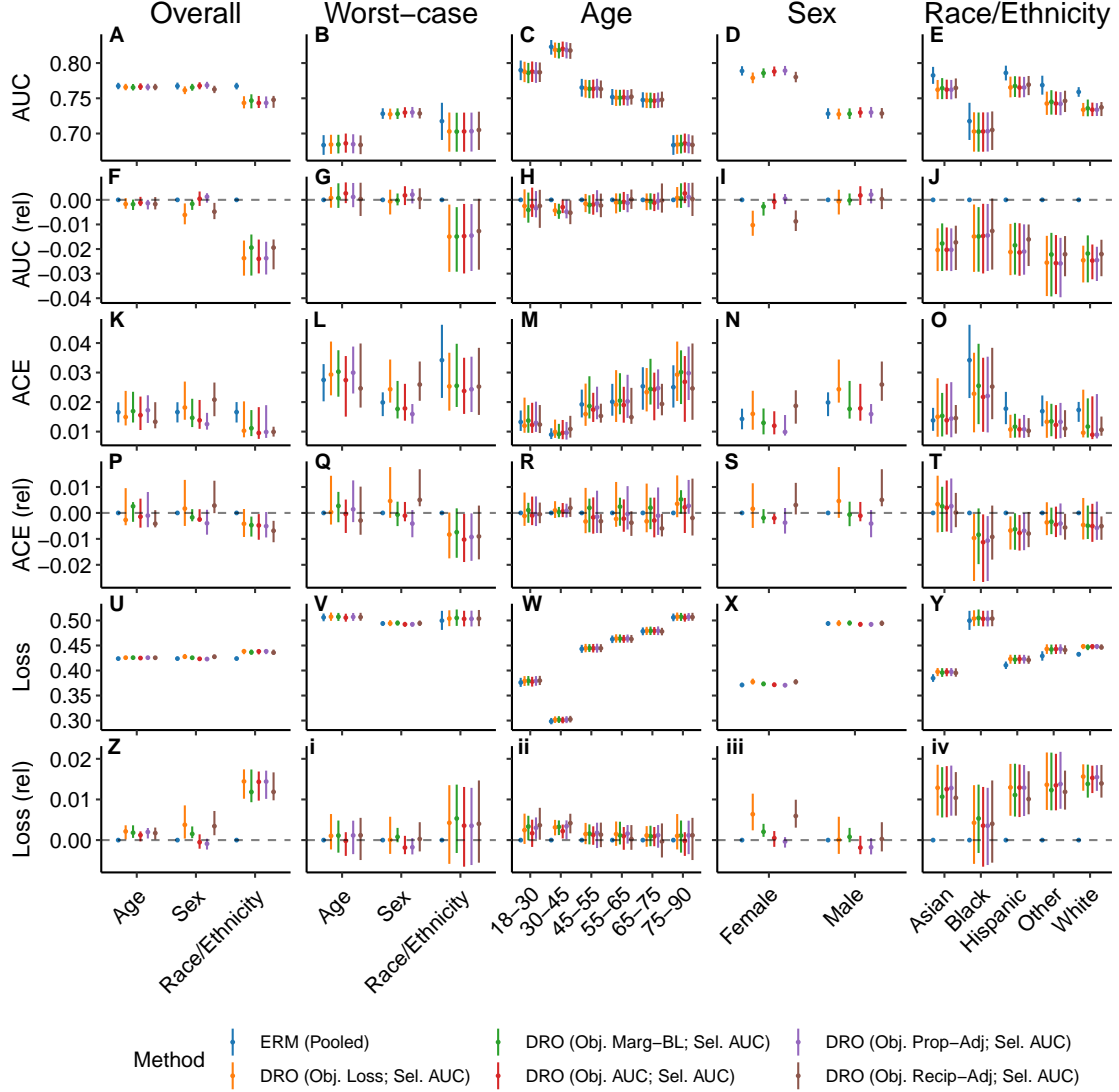 Overall Worst−case Age Sex Race/Ethnicity
A B C D E
AUC
0.80
0.75
0.70
F G H I J
AUC (rel)
0.00
−0.01
−0.02
−0.03
−0.04
K L M N O
ACE
0.04
0.03
0.02
0.01
P Q R S T
ACE (rel)
0.01
0.00
−0.01
−0.02
U V W X Y
Loss
0.50
0.45
0.40
0.35
0.30
Z i ii iii iv
Loss (rel)
0.02
0.01
0.00
Age Sex Race/Ethnicity Age Sex Race/Ethnicity 18−30 30−45 45−55 55−65 65−75 75−90 Female Male Asian Black Hispanic Other White
Method
ERM (Pooled) DRO (Obj. Marg−BL; Sel. AUC) DRO (Obj. Prop−Adj; Sel. AUC)
DRO (Obj. Loss; Sel. AUC) DRO (Obj. AUC; Sel. AUC) DRO (Obj. Recip−Adj; Sel. AUC)